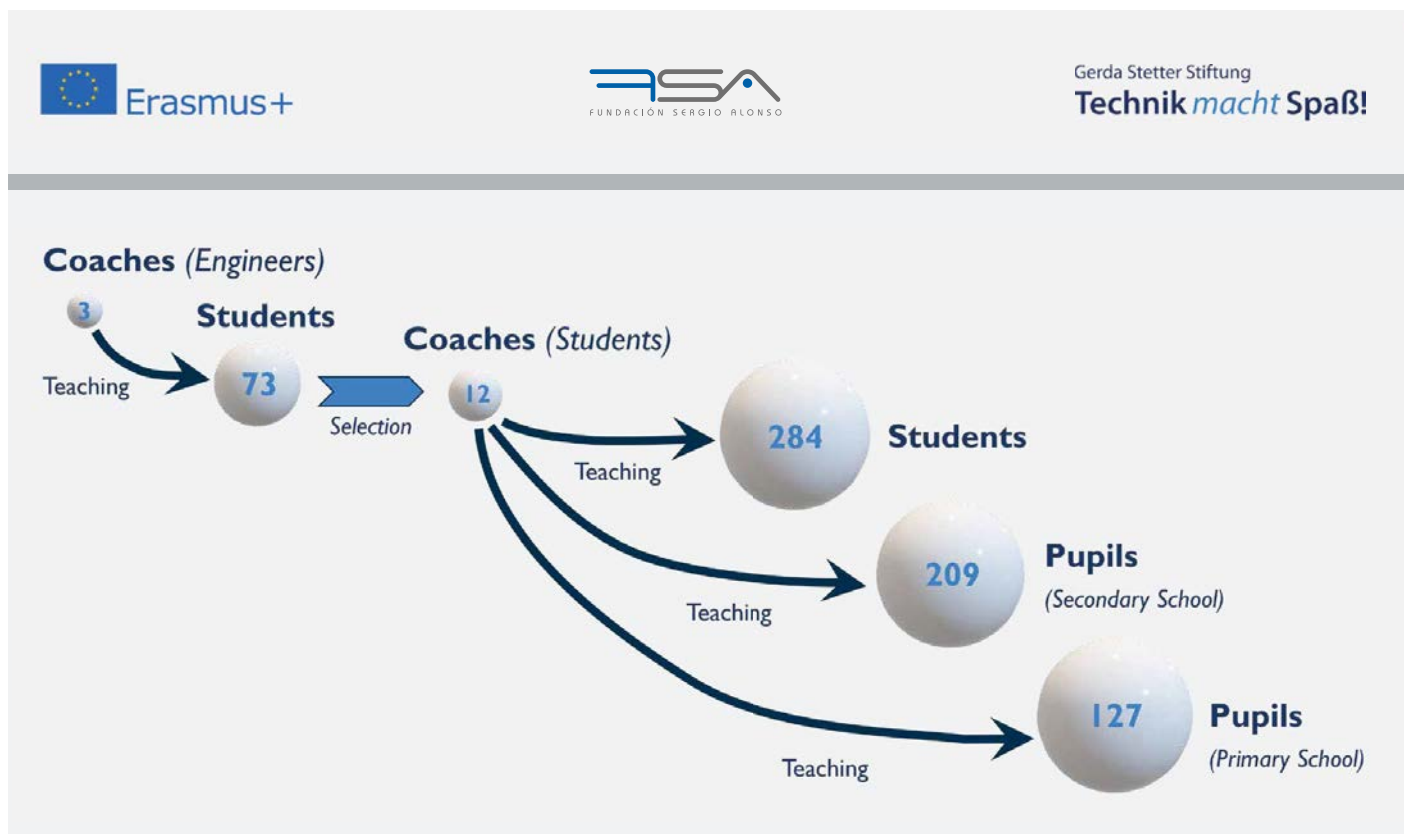 Erasmus+
FSA
FUNDACIÓN SERGIO ALONSO
Gerda Stetter Stiftung
Technik macht Spaß!
Coaches (Engineers)
3
Teaching
Students
73
Selection
Coaches (Students)
12
Teaching
284
Students
Teaching
209
Pupils
(Secondary School)
Teaching
127
Pupils
(Primary School)